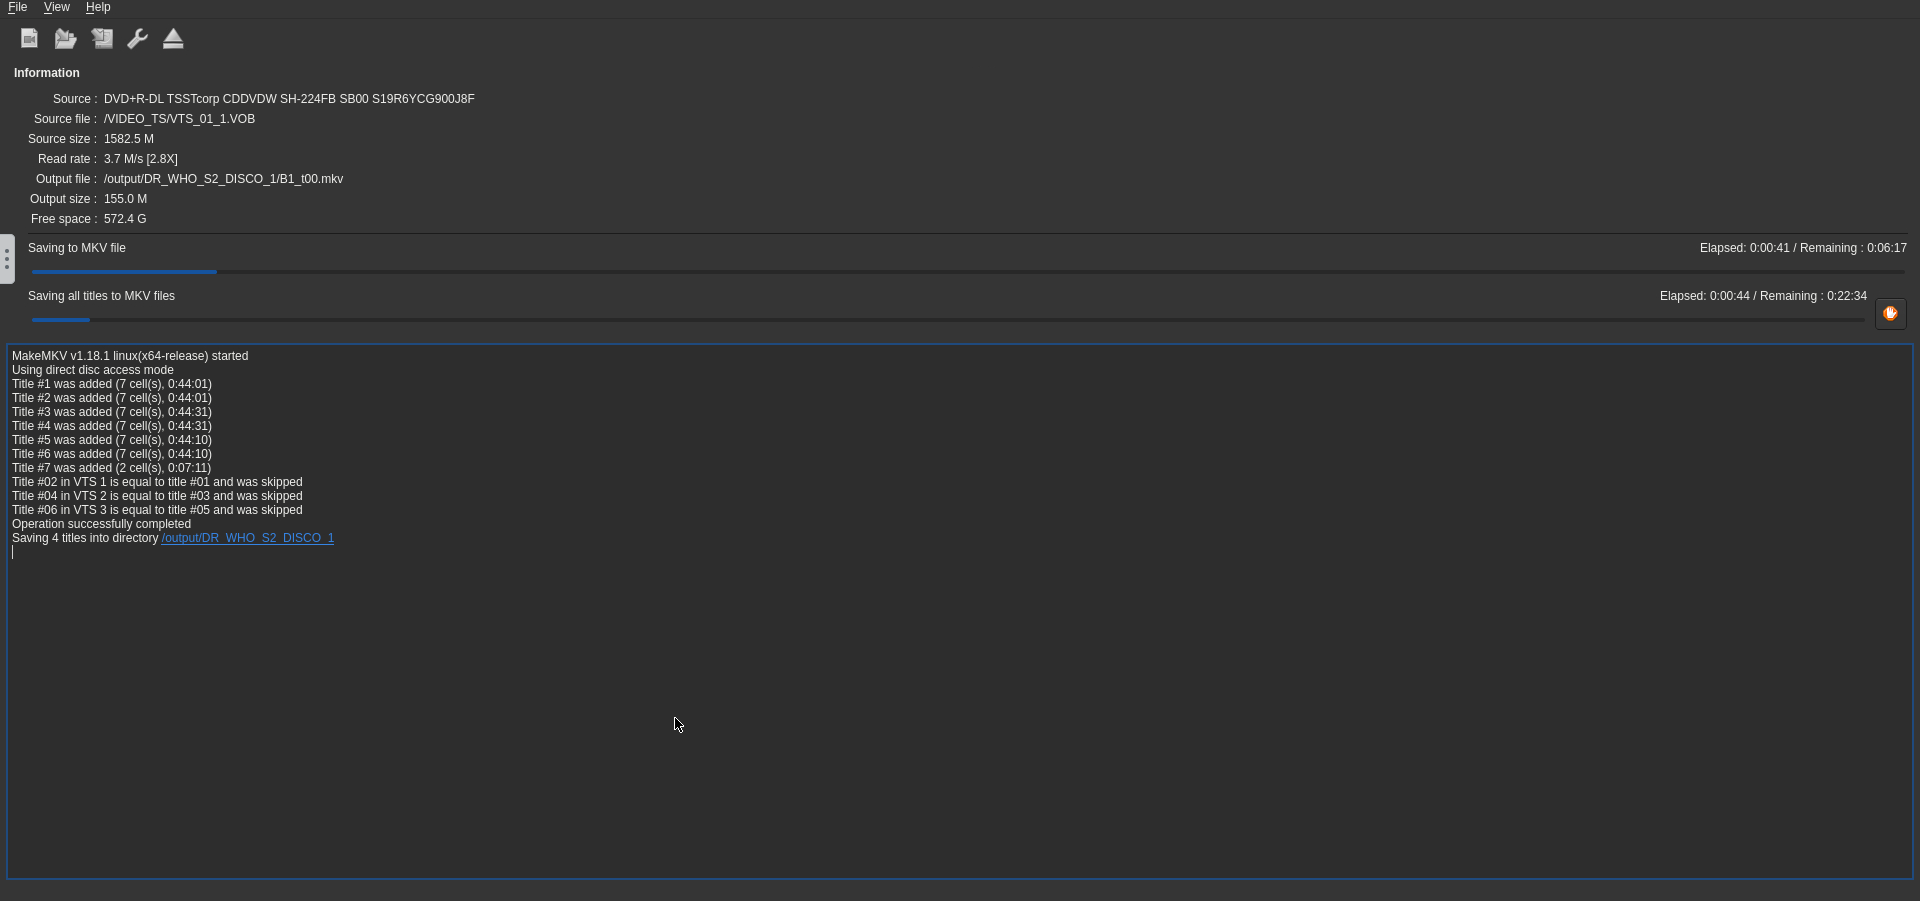 File View Help
Information
Source : DVD+R-DL TSSTcorp CDDVDW SH-224FB SB00 S19R6YCG900J8F
Source file : /VIDEO_TS/VTS_01_1.VOB
Source size : 1582.5 M
Read rate : 3.7 M/s [2.8X]
Output file : /output/DR_WHO_S2_DISCO_1/B1_t00.mkv
Output size : 155.0 M
Free space : 572.4 G
Saving to MKV file Elapsed: 0:00:41 / Remaining : 0:06:17
Saving all titles to MKV files Elapsed: 0:00:44 / Remaining : 0:22:34
MakeMKV v1.18.1 linux(x64-release) started
Using direct disc access mode
Title #1 was added (7 cell(s), 0:44:01)
Title #2 was added (7 cell(s), 0:44:01)
Title #3 was added (7 cell(s), 0:44:31)
Title #4 was added (7 cell(s), 0:44:31)
Title #5 was added (7 cell(s), 0:44:10)
Title #6 was added (7 cell(s), 0:44:10)
Title #7 was added (2 cell(s), 0:07:11)
Title #02 in VTS 1 is equal to title #01 and was skipped
Title #04 in VTS 2 is equal to title #03 and was skipped
Title #06 in VTS 3 is equal to title #05 and was skipped
Operation successfully completed
Saving 4 titles into directory /output/DR_WHO_S2_DISCO_1